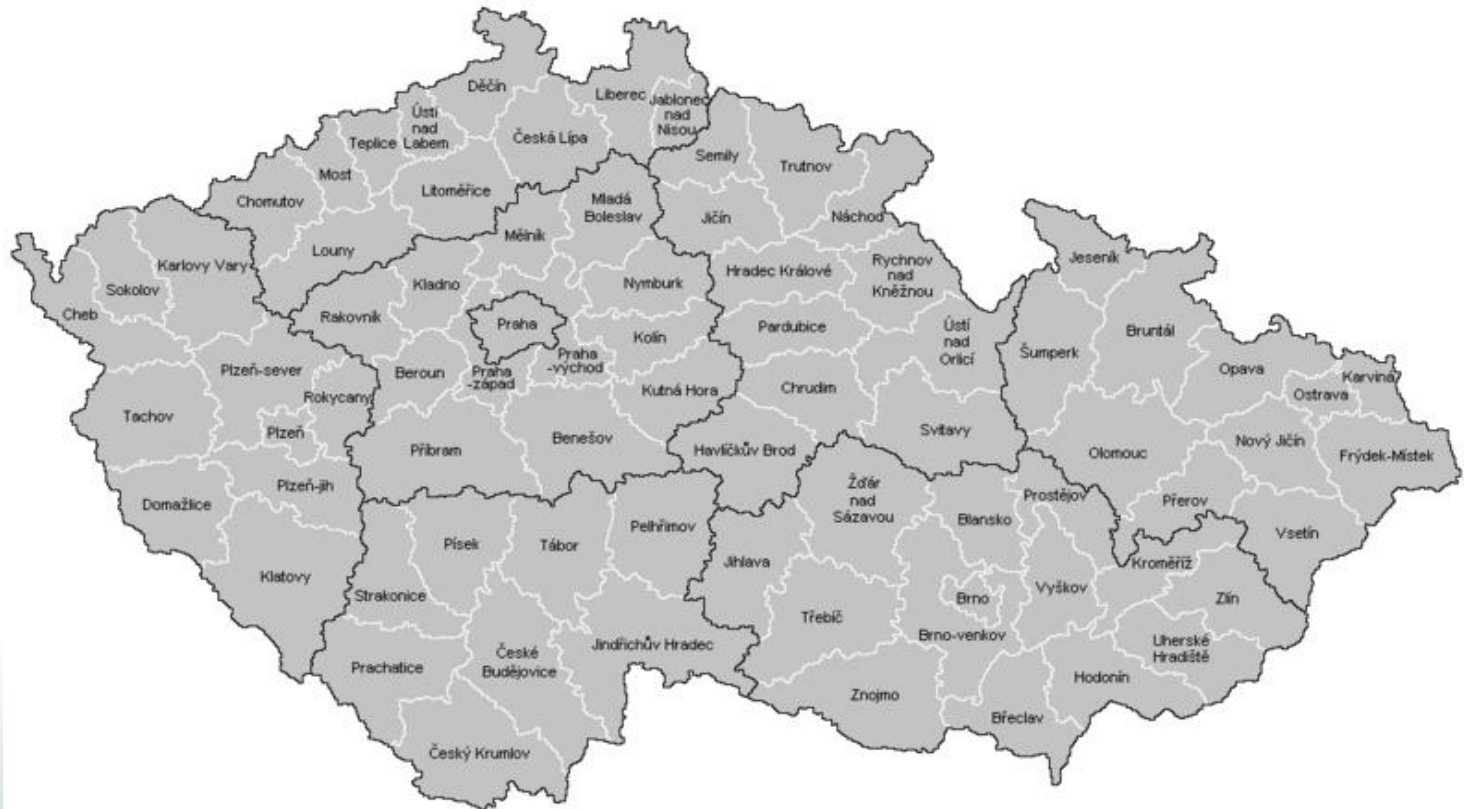 Děčín
Liberec
Jablonec
nad
Nisou
Ústí
nad
Labem
Teplice
Česká Lípa
Semily
Trutnov
Most
Chomutov
Litoměřice
Mladá
Boleslav
Jičín
Náchod
Louny
Mělník
Karlovy Vary
Sokolov
Cheb
Kladno
Nymburk
Hradec Králové
Rychnov
nad
Kněžnou
Jeseník
Rakovník
Praha
Kolín
Pardubice
Ústí
nad
Orlicí
Šumperk
Bruntál
Plzeň-sever
Beroun
Praha
-západ
Praha
-východ
Kutná Hora
Chrudim
Opava
Karviná
Ostrava
Tachov
Rokycany
Plzeň
Příbram
Benešov
Havlíčkův Brod
Svitavy
Olomouc
Nový Jičín
Frýdek-Místek
Domažlice
Plzeň-jih
Žďár
nad
Sázavou
Prostějov
Přerov
Blansko
Pelhřimov
Vsetín
Klatovy
Písek
Tábor
Jihlava
Kroměříž
Strakonice
Třebíč
Brno
Vyškov
Zlín
Brno-venkov
Uherské
Hradiště
Prachatice
České
Budějovice
Jindřichův Hradec
Hodonín
Znojmo
Břeclav
Český Krumlov